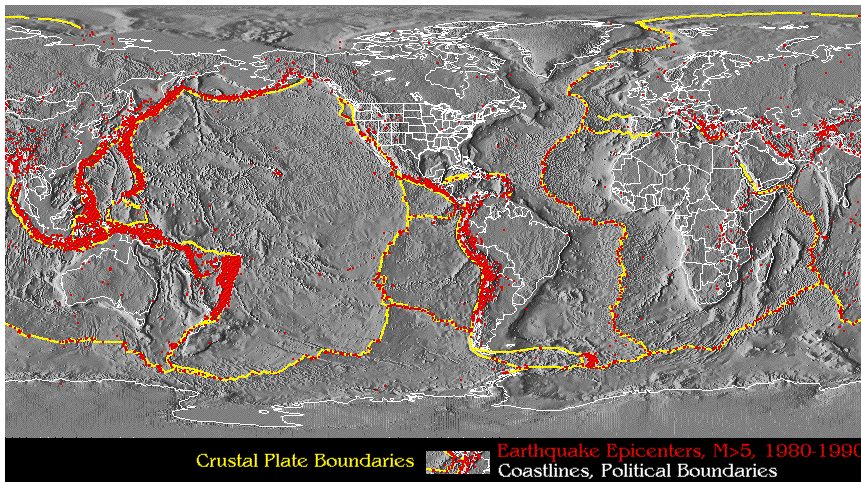 Crustal Plate Boundaries
Earthquake Epicenters, M>5, 1980-1990
Coastlines, Political Boundaries